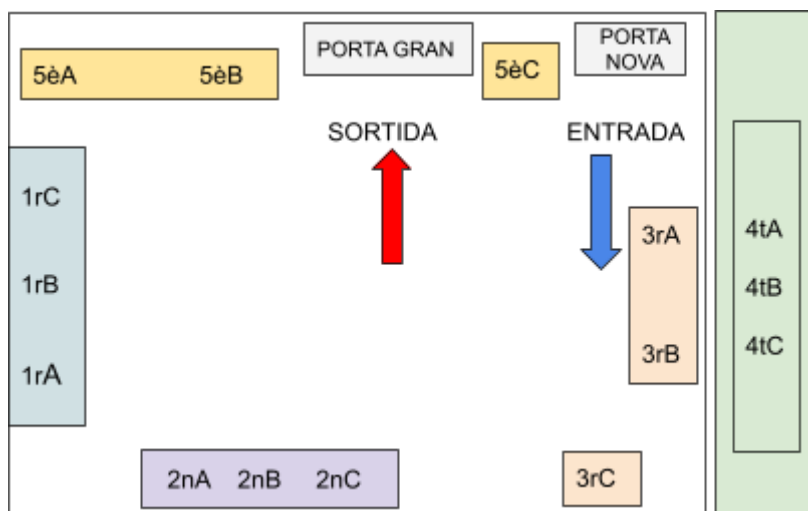 5èA 5èB
PORTA GRAN
5èC
PORTA
NOVA
SORTIDA
ENTRADA
1rC
1rB
1rA
3rA
3rB
4tA
4tB
4tC
2nA 2nB 2nC
3rC